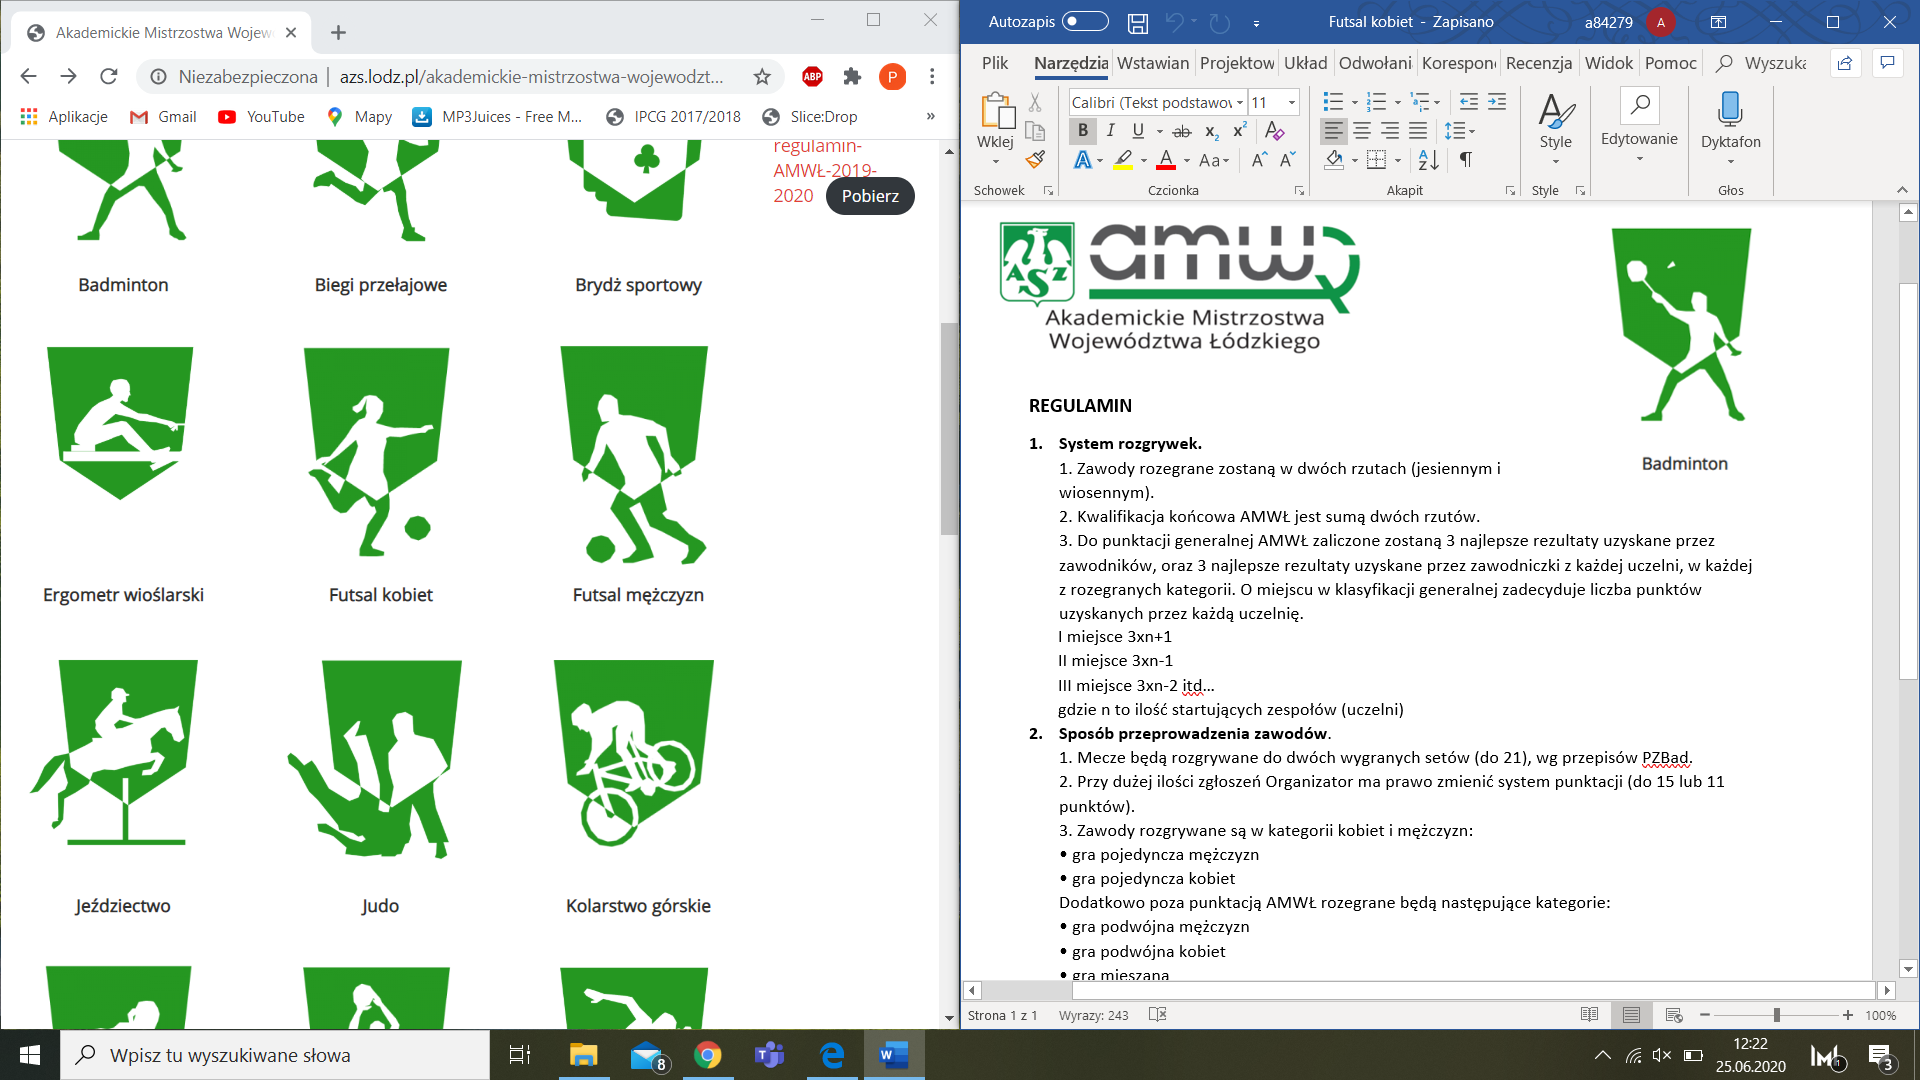 Akademickie Mistrzostwa Wojew
Niezabezpieczona | azs.lodz.pl/akademickie-mistrzostwa-wojewodzt...
ABP
P
Aplikacje
Gmail
YouTube
Mapy
MP3Juices - Free M...
IPCG 2017/2018
Slice:Drop
»
regulamin-
AMWŁ-2019-
2020
Pobierz
Badminton
Biegi przełajowe
Brydż sportowy
Ergometr wioślarski
Futsal kobiet
Futsal mężczyzn
Jeździectwo
Judo
Kolarstwo górskie
Autozapis
Futsal kobiet - Zapisano
a84279
A
Plik
Narzędzia
Wstawian
Projektow
Układ
Odwołani
Korespon
Recenzja
Widok
Pomoc
Wyszuka
Wklej
Calibri (Tekst podstawow
11
B I U ab x₂ x²
Aa
Style
Edytowanie
Dyktafon
Schowek
Czcionka
Akapit
Style
Głos
ASZ
amwŁ
Akademickie Mistrzostwa
Województwa Łódzkiego
Badminton
REGULAMIN
1. System rozgrywek.
1. Zawody rozegrane zostaną w dwóch rzutach (jesiennym i
wiosennym).
2. Kwalifikacja końcowa AMWŁ jest sumą dwóch rzutów.
3. Do punktacji generalnej AMWŁ zaliczone zostaną 3 najlepsze rezultaty uzyskane przez
zawodników, oraz 3 najlepsze rezultaty uzyskane przez zawodniczki z każdej uczelni, w każdej
z rozegranych kategorii. O miejscu w klasyfikacji generalnej zadecyduje liczba punktów
uzyskanych przez każdą uczelnię.
I miejsce 3xn+1
II miejsce 3xn-1
III miejsce 3xn-2 itd...
gdzie n to ilość startujących zespołów (uczelni)
2. Sposób przeprowadzenia zawodów.
1. Mecze będą rozgrywane do dwóch wygranych setów (do 21), wg przepisów PZBad.
2. Przy dużej ilości zgłoszeń Organizator ma prawo zmienić system punktacji (do 15 lub 11
punktów).
3. Zawody rozgrywane są w kategorii kobiet i mężczyzn:
• gra pojedyncza mężczyzn
• gra pojedyncza kobiet
Dodatkowo poza punktacją AMWŁ rozegrane będą następujące kategorie:
• gra podwójna mężczyzn
• gra podwójna kobiet
• gra mieszana
Strona 1 z 1
Wyrazy: 243
100%
Wpisz tu wyszukiwane słowa
8
12:22
25.06.2020
1
3